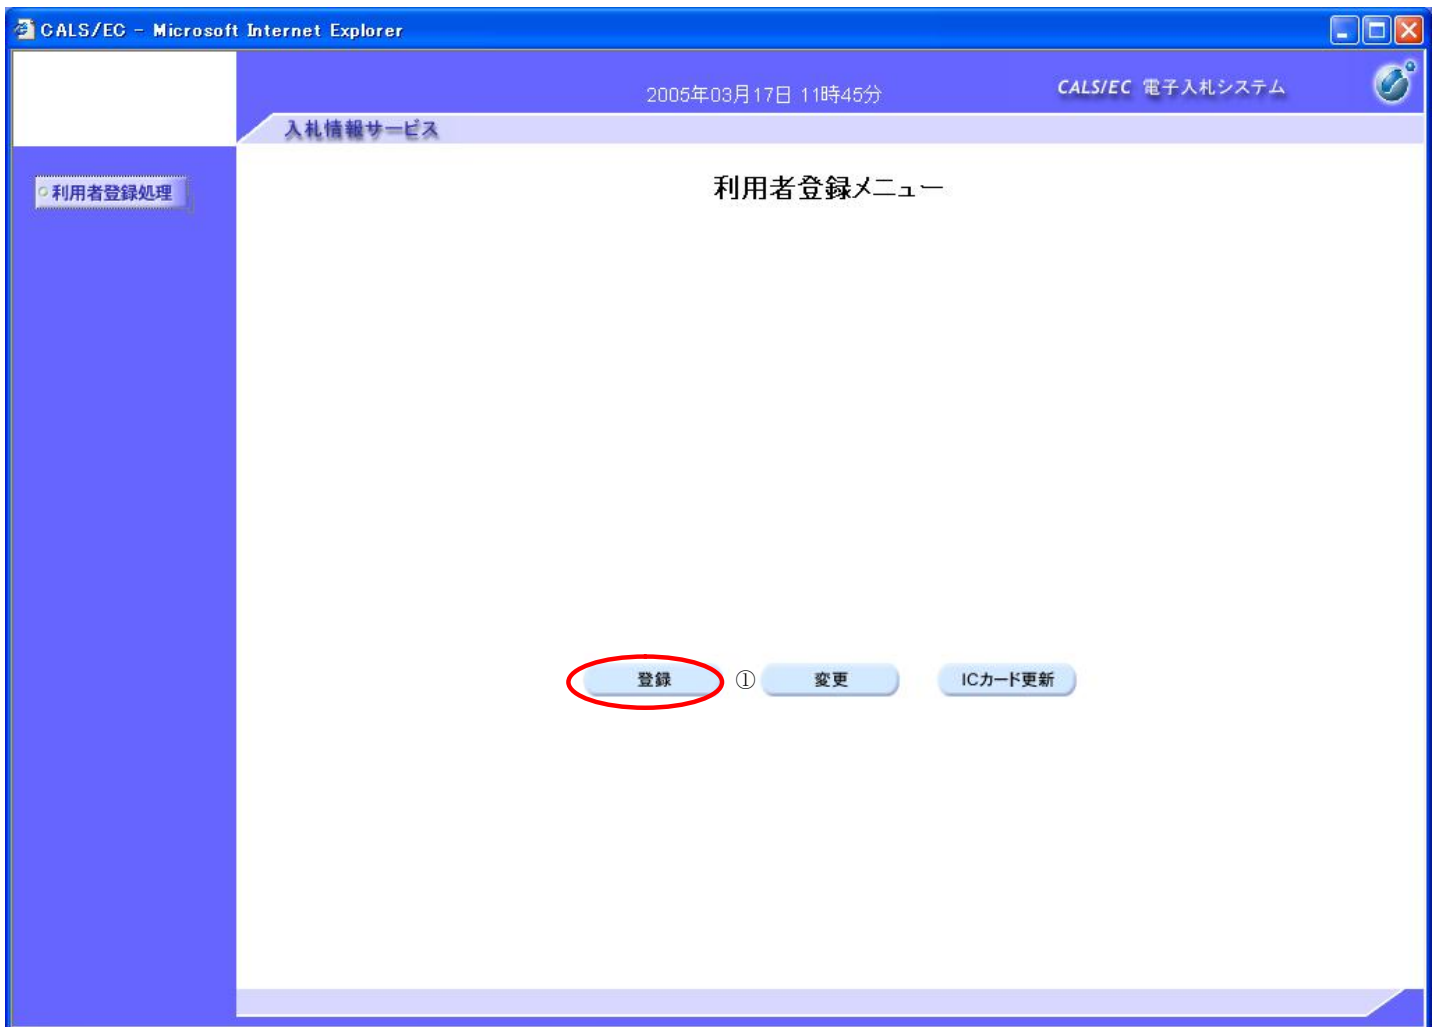 CALS/EC - Microsoft Internet Explorer
2005年03月17日 11時45分
CALS/EC 電子入札システム
入札情報サービス
利用者登録処理
利用者登録メニュー
登録 ① 変更 ICカード更新